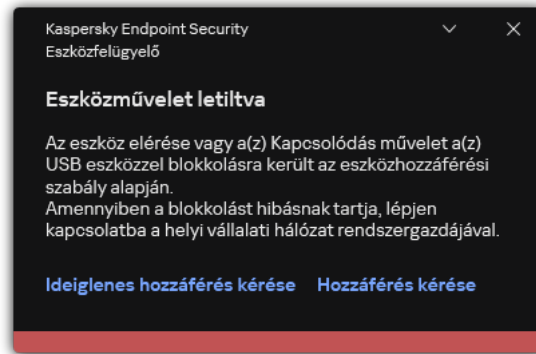 Kaspersky Endpoint Security
Eszközfelügyelő
Eszközművelet letiltva
Az eszköz elérése vagy a(z) Kapcsolódás művelet a(z)
USB eszközzel blokkolásra került az eszközhozzáférési
szabály alapján.
Amennyiben a blokkolást hibásnak tartja, lépjen
kapcsolatba a helyi vállalati hálózat rendszergazdájával.
Ideiglenes hozzáférés kérése Hozzáférés kérése